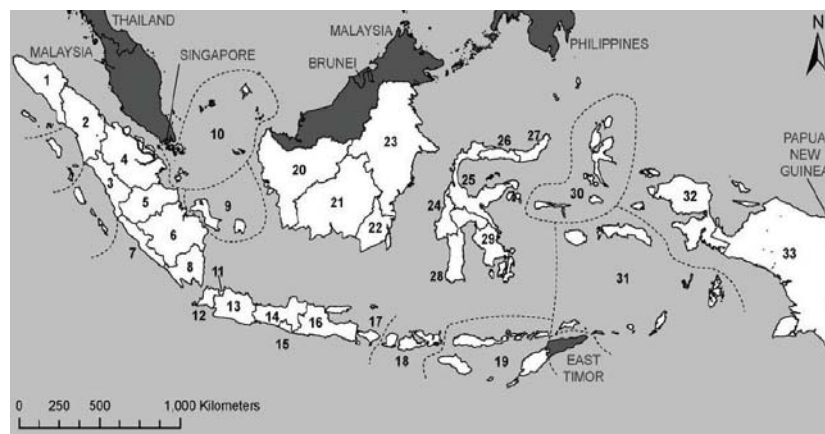 THAILAND
MALAYSIA
SINGAPORE
MALAYSIA
BRUNEI
PHILIPPINES
N
PAPUA
NEW
GUINEA
1
2
3
4
5
6
7
8
9
10
11
12
13
14
15
16
17
18
19
20
21
22
23
24
25
26
27
28
29
30
31
32
33
EAST
TIMOR
0 250 500 1,000 Kilometers